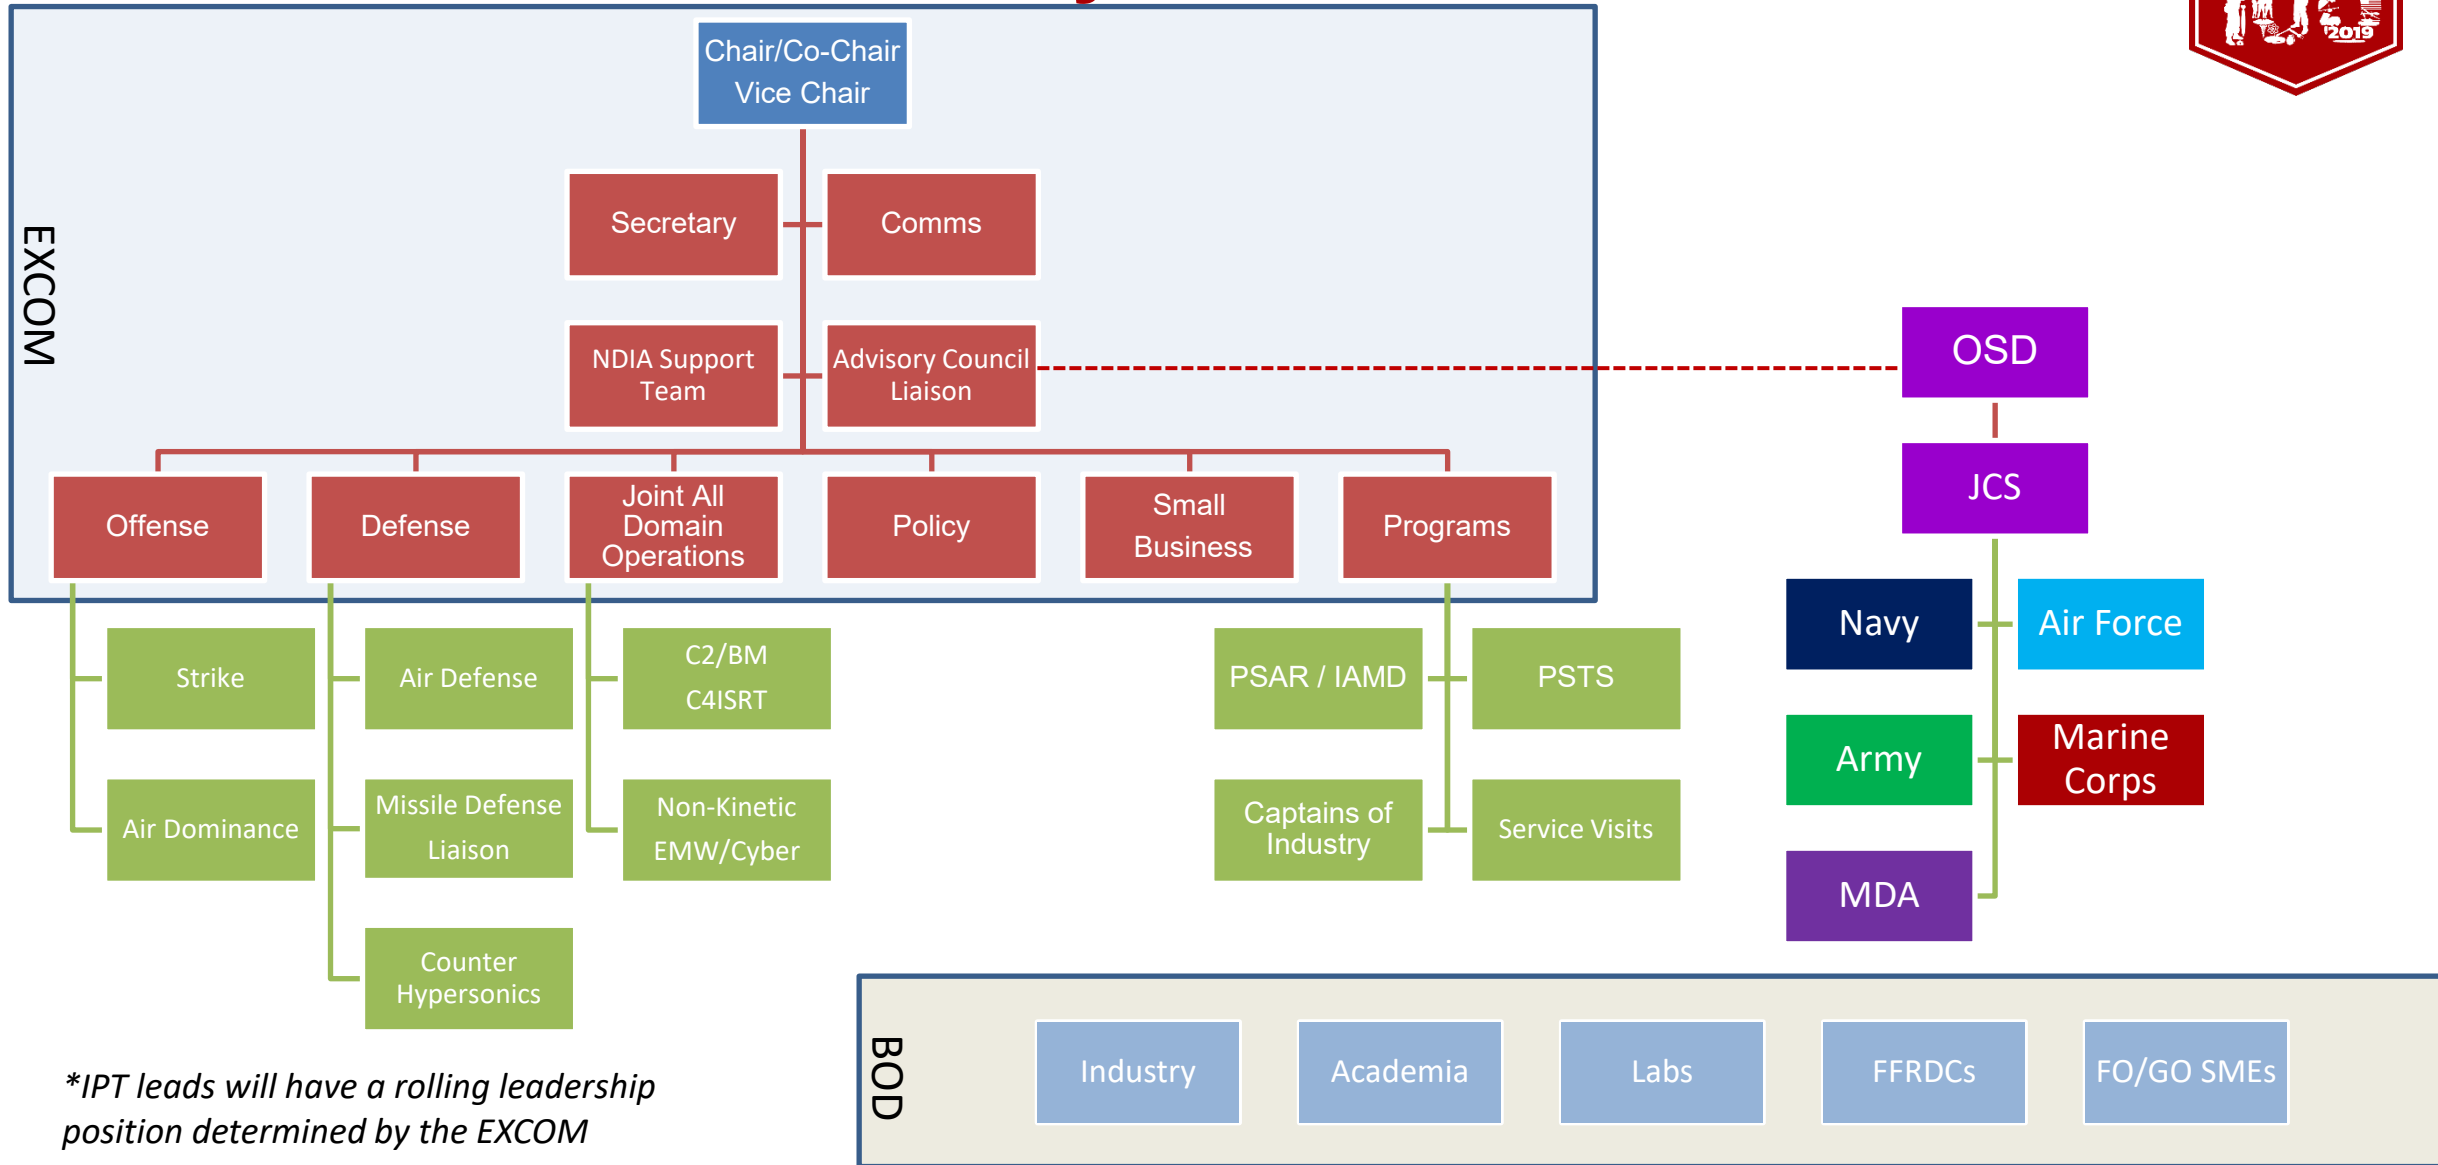 2019
Chair/Co-Chair
Vice Chair
Secretary
Comms
EXCOM
NDIA Support
Team
Advisory Council
Liaison
OSD
JCS
Offense
Defense
Joint All
Domain
Operations
Policy
Small
Business
Programs
Navy
Air Force
Strike
Air Defense
C2/BM
C4ISRT
PSAR / IAMD
PSTS
Army
Marine
Corps
Air Dominance
Missile Defense
Liaison
Non-Kinetic
EMW/Cyber
Captains of
Industry
Service Visits
MDA
Counter
Hypersonics
BOD
Industry
Academia
Labs
FFRDCs
FO/GO SMEs
*IPT leads will have a rolling leadership
position determined by the EXCOM